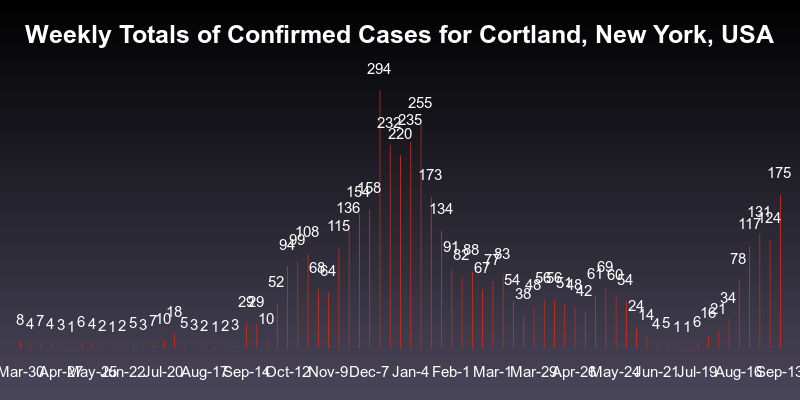 Weekly Totals of Confirmed Cases for Cortland, New York, USA
8 4 7 4 3 1 6 4 2 1 2 5 3 7 10 18 5 3 2 1 2 3 29 29 10 52 94 99 108 68 64 115 136 154 158 294 232 220 235 255 173 134 91 82 88 67 77 83 54 38 48 56 56 51 48 42 61 69 60 54 24 14 4 5 1 1 6 16 21 34 78 117 131 124 175
Mar-30 Apr-27 May-25 Jun-22 Jul-20 Aug-17 Sep-14 Oct-12 Nov-9 Dec-7 Jan-4 Feb-1 Mar-1 Mar-29 Apr-26 May-24 Jun-21 Jul-19 Aug-16 Sep-13